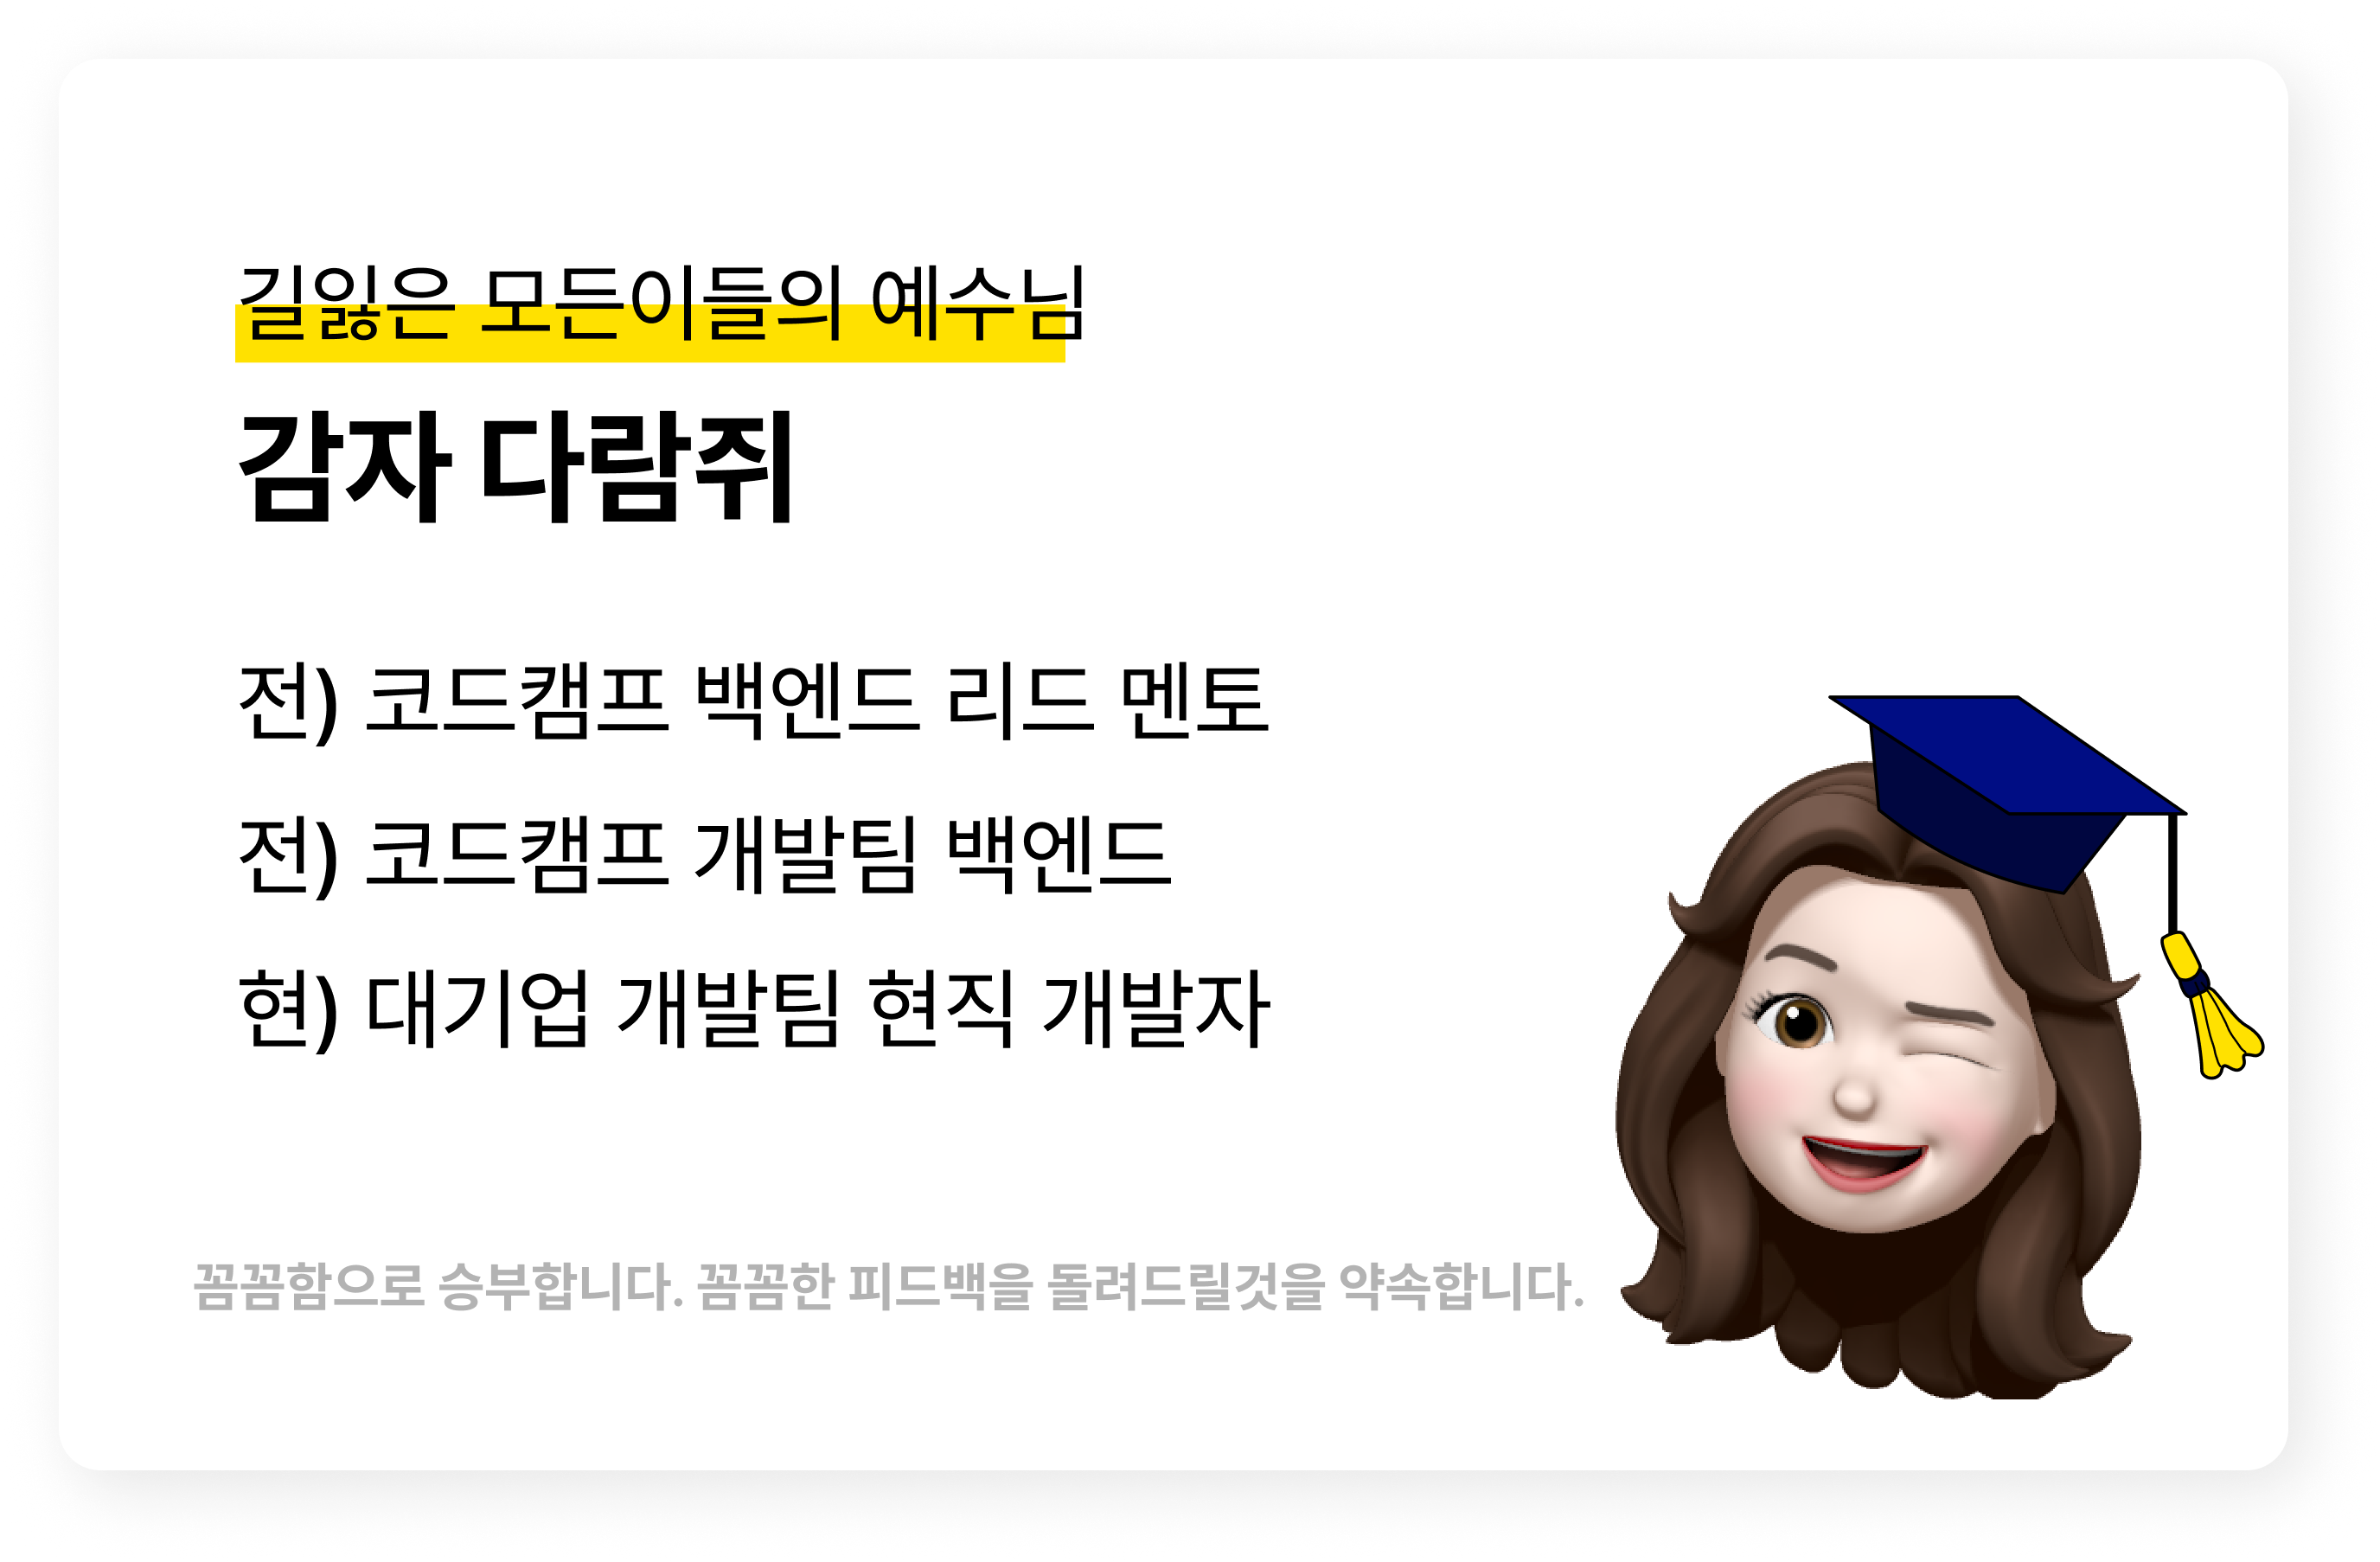 길잃은 모든이들의 예수님
감자 다람쥐
전) 코드캠프 백엔드 리드 멘토
전) 코드캠프 개발팀 백엔드
현) 대기업 개발팀 현직 개발자
꼼꼼함으로 승부합니다. 꼼꼼한 피드백을 돌려드릴것을 약속합니다.